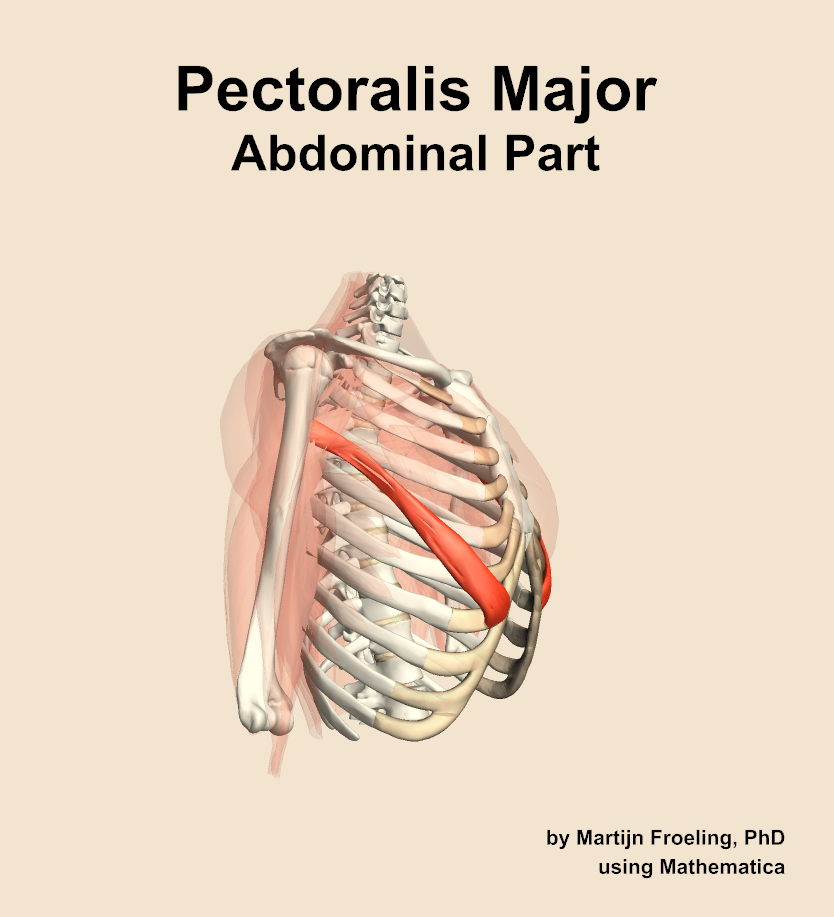 Pectoralis Major
Abdominal Part
by Martijn Froeling, PhD
using Mathematica